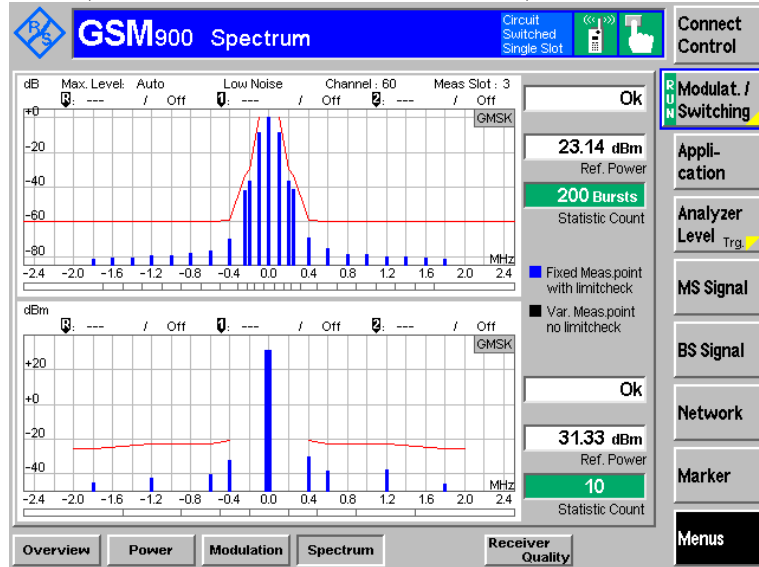 R/S
GSM900 Spectrum
Circuit
Switched
Single Slot
Connect
Control
dB Max. Level: Auto Low Noise Channel : 60 Meas Slot : 3
R: --- / Off 1: --- / Off 2: --- / Off
GMSK
+0
-20
-40
-60
-80
MHz
-2.4 -2.0 -1.6 -1.2 -0.8 -0.4 0.0 0.4 0.8 1.2 1.6 2.0 2.4
Ok
23.14 dBm
Ref. Power
200 Bursts
Statistic Count
Fixed Meas.point
with limitcheck
Var. Meas.point
no limitcheck
dBm
R: --- / Off 1: --- / Off 2: --- / Off
GMSK
+20
+0
-20
-40
MHz
-2.4 -2.0 -1.6 -1.2 -0.8 -0.4 0.0 0.4 0.8 1.2 1.6 2.0 2.4
Ok
31.33 dBm
Ref. Power
10
Statistic Count
RUN
Modulat. /
Switching
Appli-
cation
Analyzer
Level Trg.
MS Signal
BS Signal
Network
Marker
Menus
Overview Power Modulation Spectrum Receiver
Quality